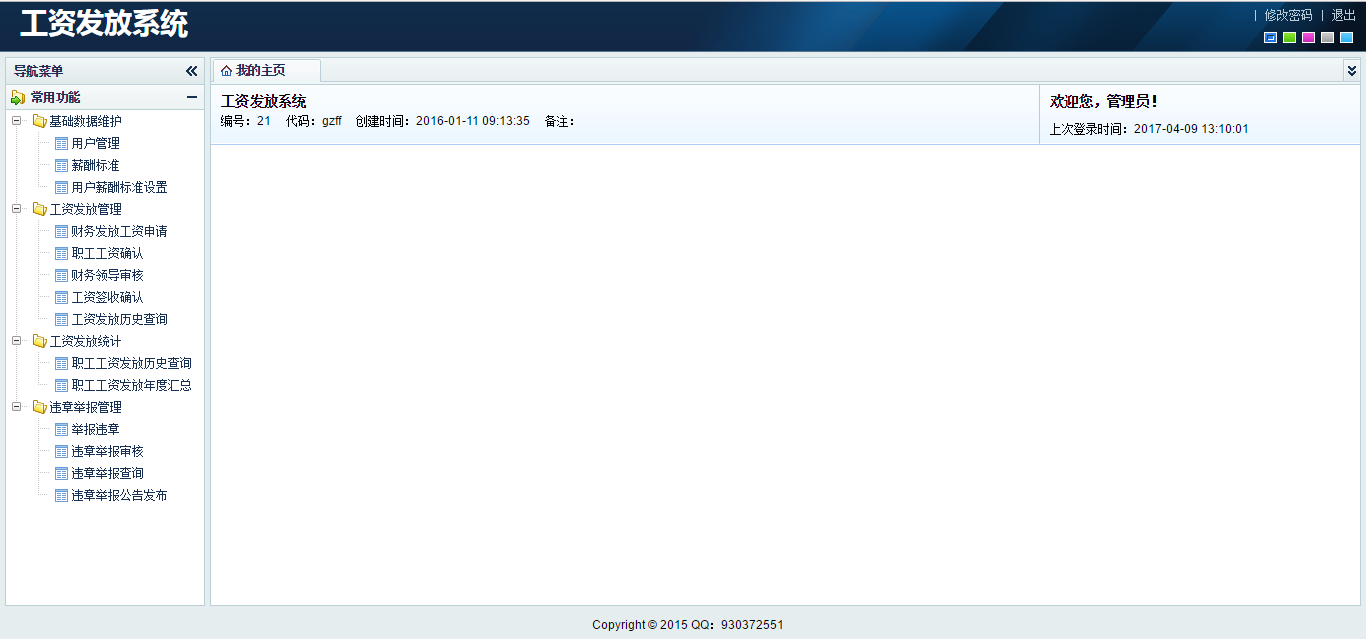 工资发放系统
| 修改密码 | 退出
导航菜单
我的主页
常用功能
基础数据维护
用户管理
薪酬标准
用户薪酬标准设置
工资发放管理
财务发放工资申请
职工工资确认
财务领导审核
工资签收确认
工资发放历史查询
工资发放统计
职工工资发放历史查询
职工工资发放年度汇总
违章举报管理
举报违章
违章举报审核
违章举报查询
违章举报公告发布
工资发放系统
编号：21 代码：gzff 创建时间：2016-01-11 09:13:35 备注：
欢迎您，管理员！
上次登录时间：2017-04-09 13:10:01
Copyright © 2015 QQ：930372551